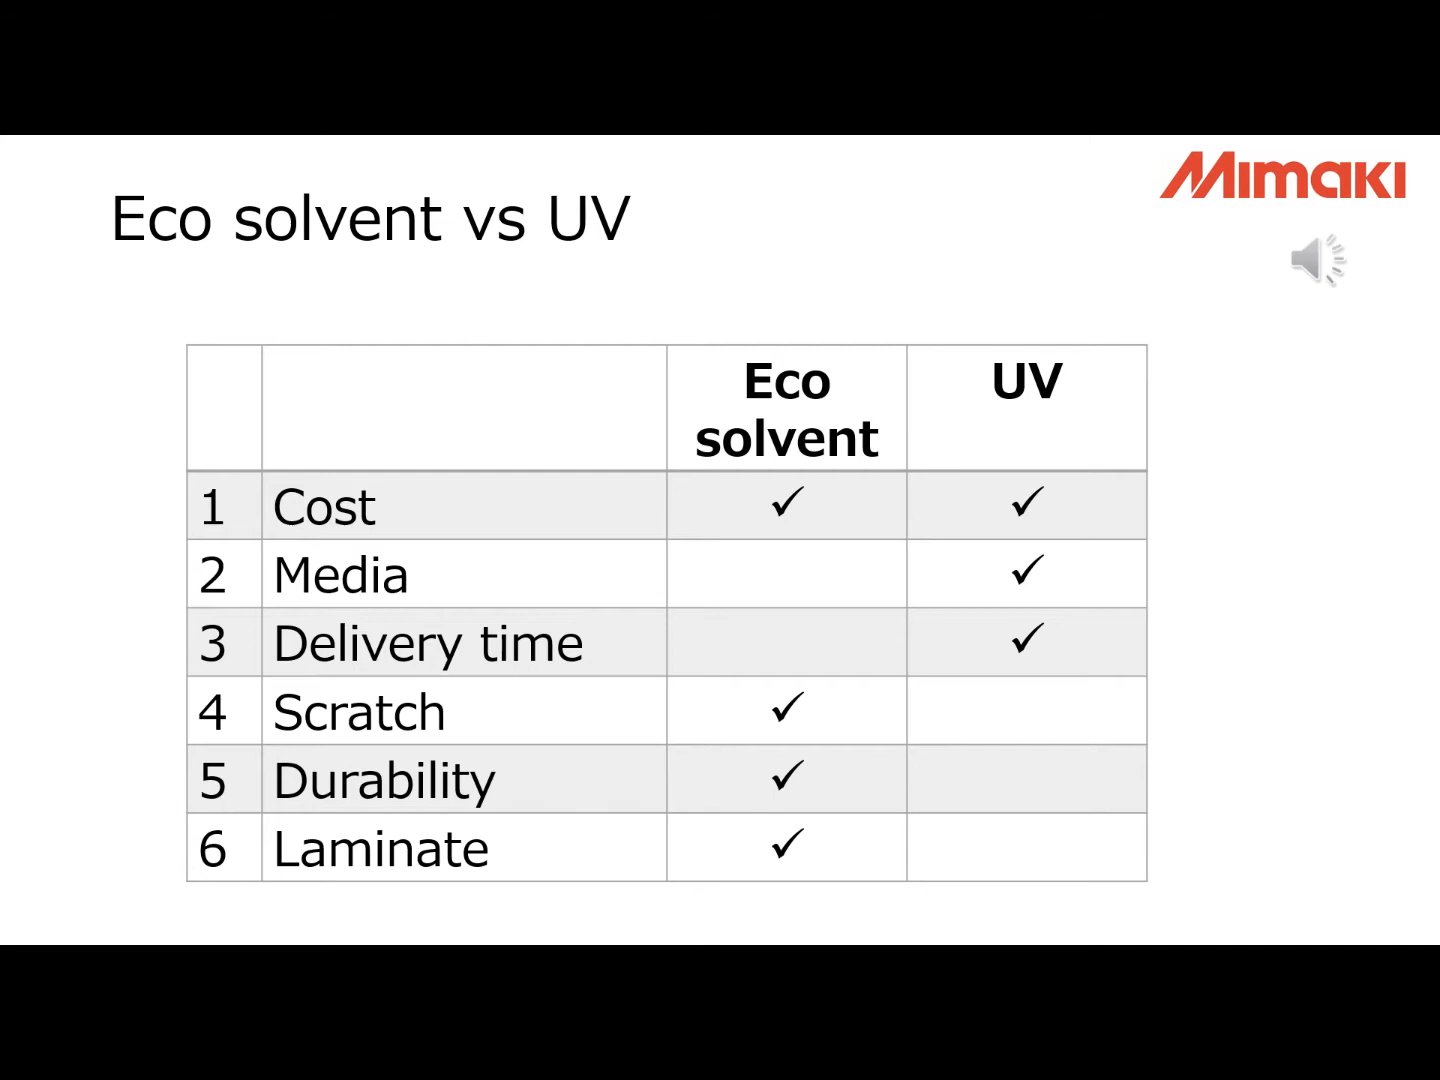 Mimaki
Eco solvent vs UV
Eco solvent UV
1 Cost ✓ ✓
2 Media ✓
3 Delivery time ✓
4 Scratch ✓
5 Durability ✓
6 Laminate ✓